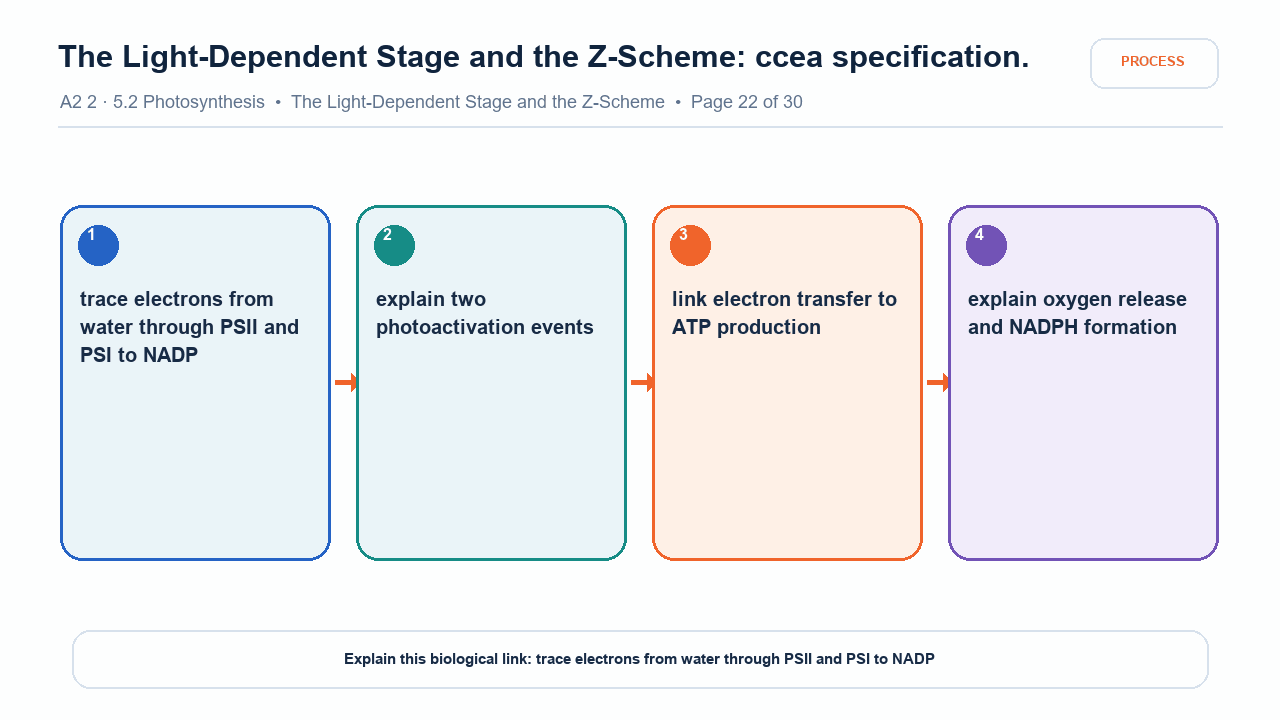 The Light-Dependent Stage and the Z-Scheme: ccea specification.
PROCESS
A2 2 · 5.2 Photosynthesis • The Light-Dependent Stage and the Z-Scheme • Page 22 of 30
1
trace electrons from
water through PSII and
PSI to NADP
2
explain two
photoactivation events
3
link electron transfer to
ATP production
4
explain oxygen release
and NADPH formation
Explain this biological link: trace electrons from water through PSII and PSI to NADP